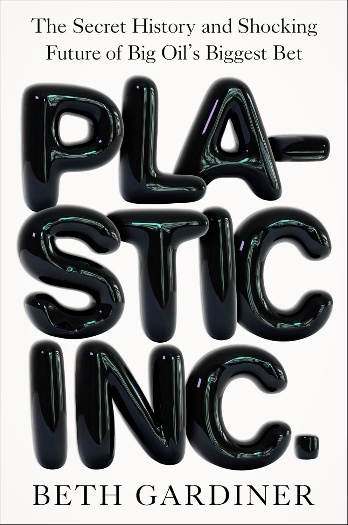 The Secret History and Shocking
Future of Big Oil's Biggest Bet
PLA-
STIC
INC.
BETH GARDINER